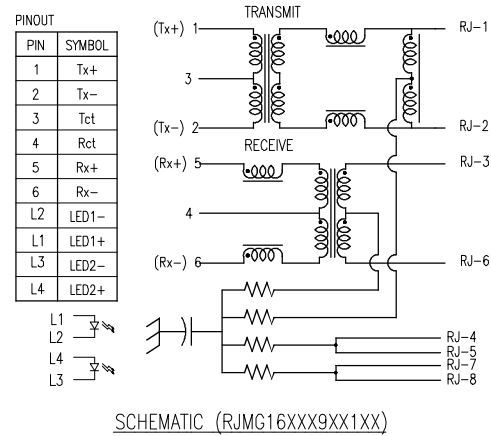 PINOUT
PIN SYMBOL
1 Tx+
2 Tx-
3 Tct
4 Rct
5 Rx+
6 Rx-
L2 LED1-
L1 LED1+
L3 LED2-
L4 LED2+
L1
L2
L4
L3
TRANSMIT
(Tx+) 1
RJ-1
3
(Tx-) 2
RJ-2
RECEIVE
(Rx+) 5
RJ-3
4
(Rx-) 6
RJ-6
RJ-4
RJ-5
RJ-7
RJ-8
SCHEMATIC (RJMG16XXX9XX1XX)